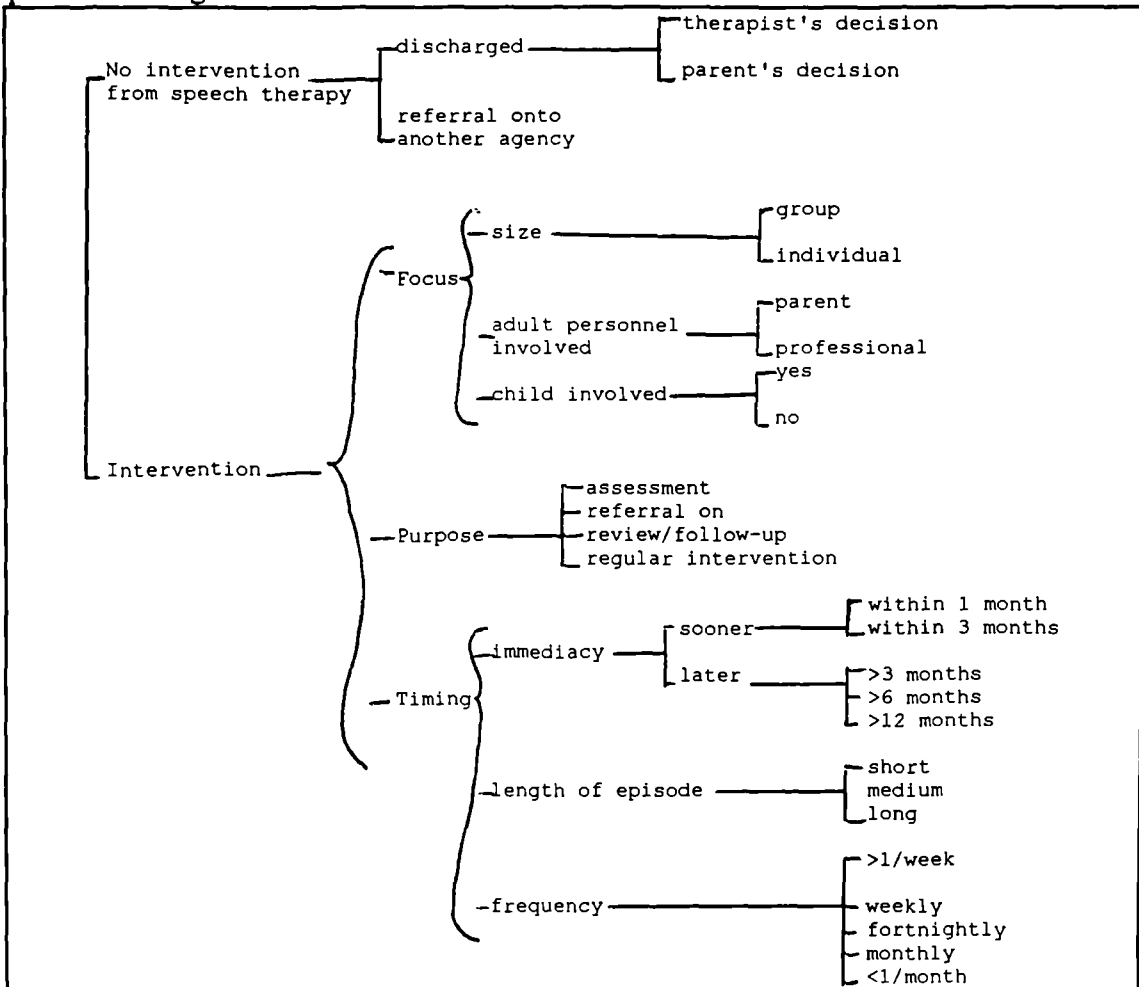 therapist's decision
discharged
parent's decision
No intervention
from speech therapy
referral onto
another agency
group
size
individual
Focus
parent
adult personnel
involved
professional
yes
child involved
no
Intervention
assessment
referral on
Purpose
review/follow-up
regular intervention
within 1 month
sooner
within 3 months
immediacy
later
>3 months
>6 months
Timing
>12 months
short
length of episode
medium
long
>1/week
frequency
weekly
fortnightly
monthly
<1/month